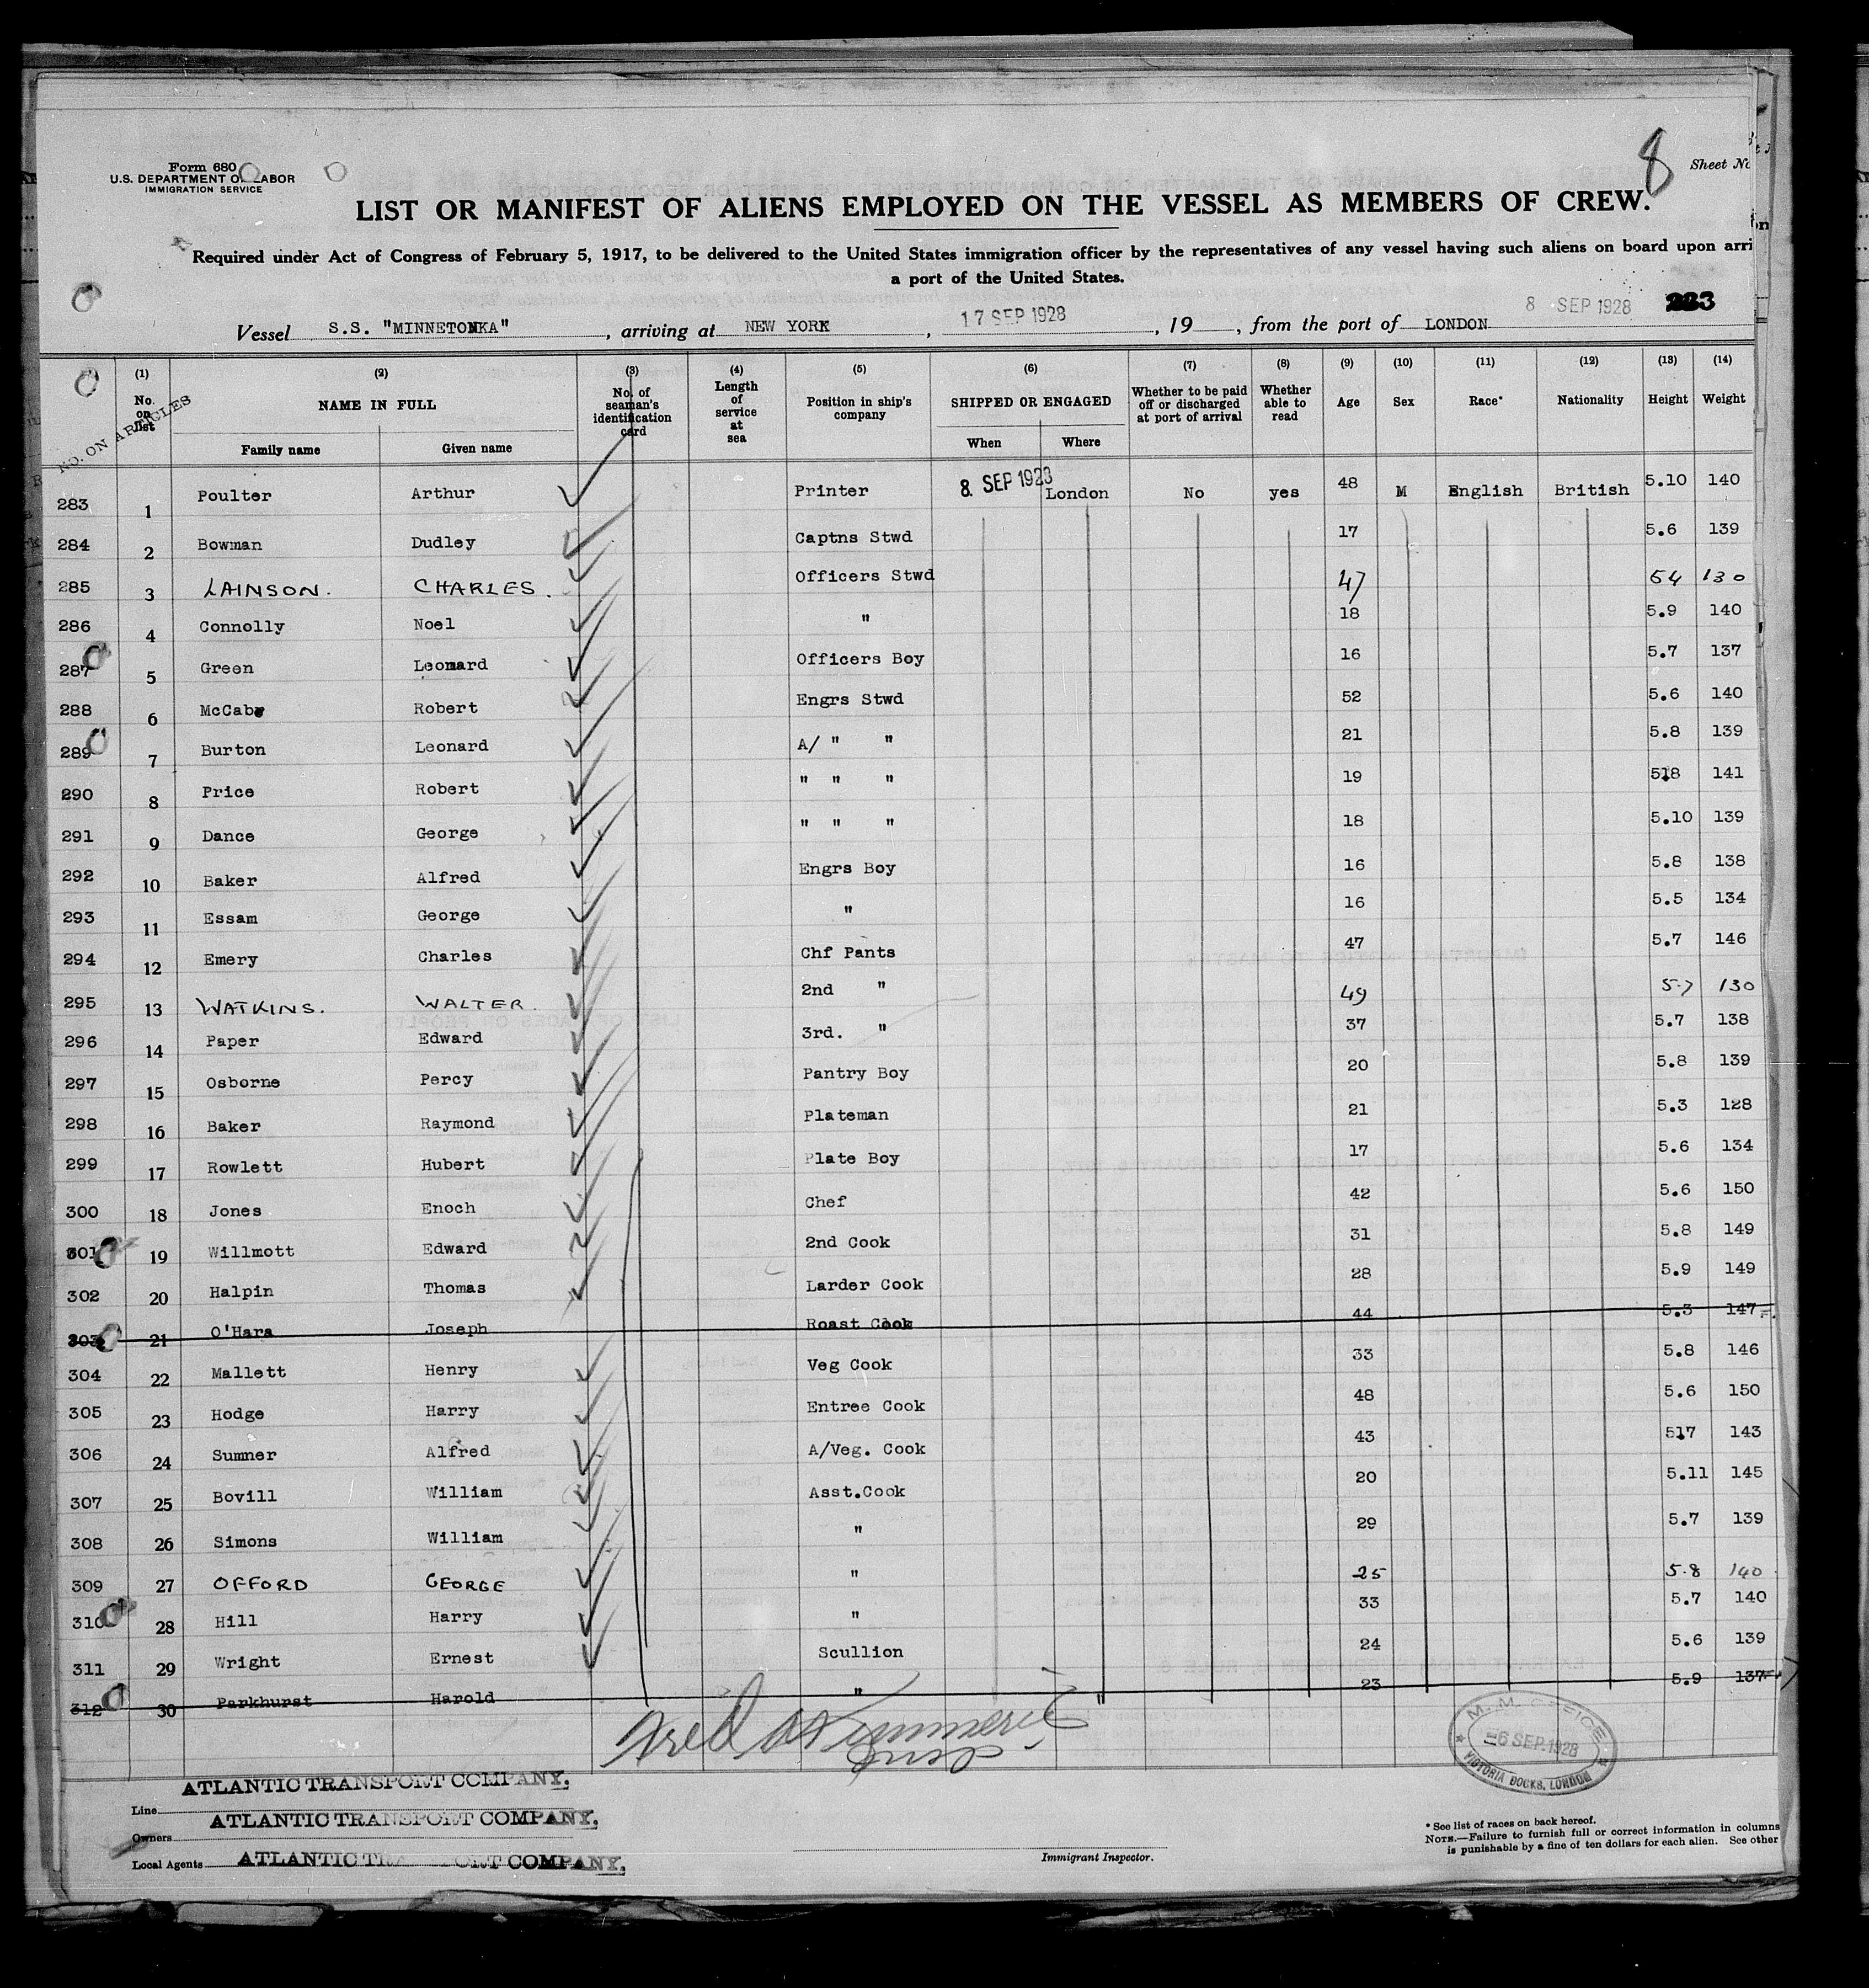 8
Sheet No
Form 680
U.S. DEPARTMENT OF LABOR
IMMIGRATION SERVICE
LIST OR MANIFEST OF ALIENS EMPLOYED ON THE VESSEL AS MEMBERS OF CREW.
Required under Act of Congress of February 5, 1917, to be delivered to the United States immigration officer by the representatives of any vessel having such aliens on board upon arri
a port of the United States.
8 SEP 1928 283
Vessel S.S. "MINNETONKA", arriving at NEW YORK, 17 SEP 1928, 19, from the port of LONDON
(1) (2) (3) (4) (5) (6) (7) (8) (9) (10) (11) (12) (13) (14)
NO. ON ARTICLES No. on list NAME IN FULL No. of seaman's identification card Length of service at sea Position in ship's company SHIPPED OR ENGAGED Whether to be paid off or discharged at port of arrival Whether able to read Age Sex Race* Nationality Height Weight
Family name Given name When Where
283 1 Poulter Arthur Printer 8. SEP 1928 London No yes 48 M English British 5.10 140
284 2 Bowman Dudley Captns Stwd 17 5.6 139
285 3 LAINSON. CHARLES. Officers Stwd 47 54 130
286 4 Connolly Noel " 18 5.9 140
287 5 Green Leonard Officers Boy 16 5.7 137
288 6 McCabe Robert Engrs Stwd 52 5.6 140
289 7 Burton Leonard A/ " " 21 5.8 139
290 8 Price Robert " " " 19 5.8 141
291 9 Dance George " " " 18 5.10 139
292 10 Baker Alfred Engrs Boy 16 5.8 138
293 11 Essam George " 16 5.5 134
294 12 Emery Charles Chf Pants 47 5.7 146
295 13 WATKINS. WALTER. 2nd " 49 5.7 130
296 14 Paper Edward 3rd. " 37 5.7 138
297 15 Osborne Percy Pantry Boy 20 5.8 139
298 16 Baker Raymond Plateman 21 5.3 128
299 17 Rowlett Hubert Plate Boy 17 5.6 134
300 18 Jones Enoch Chef 42 5.6 150
301 19 Willmott Edward 2nd Cook 31 5.8 149
302 20 Halpin Thomas Larder Cook 28 5.9 149
303 21 O'Hara Joseph Roast Cook 44 5.3 147
304 22 Mallett Henry Veg Cook 33 5.8 146
305 23 Hodge Harry Entree Cook 48 5.6 150
306 24 Sumner Alfred A/Veg. Cook 43 5.7 143
307 25 Bovill William Asst.Cook 20 5.11 145
308 26 Simons William " 29 5.7 139
309 27 OFFORD GEORGE " 25 5.8 140
310 28 Hill Harry " 33 5.7 140
311 29 Wright Ernest Scullion 24 5.6 139
312 30 Parkhurst Harold " " 23 5.9 137
M.M. OFFICE
-6 SEP. 1928
VICTORIA DOCKS, LONDON
Line ATLANTIC TRANSPORT COMPANY.
Owners ATLANTIC TRANSPORT COMPANY.
Local Agents ATLANTIC TRANSPORT COMPANY.
Immigrant Inspector.
* See list of races on back hereof.
NOTE.—Failure to furnish full or correct information in columns
is punishable by a fine of ten dollars for each alien. See other